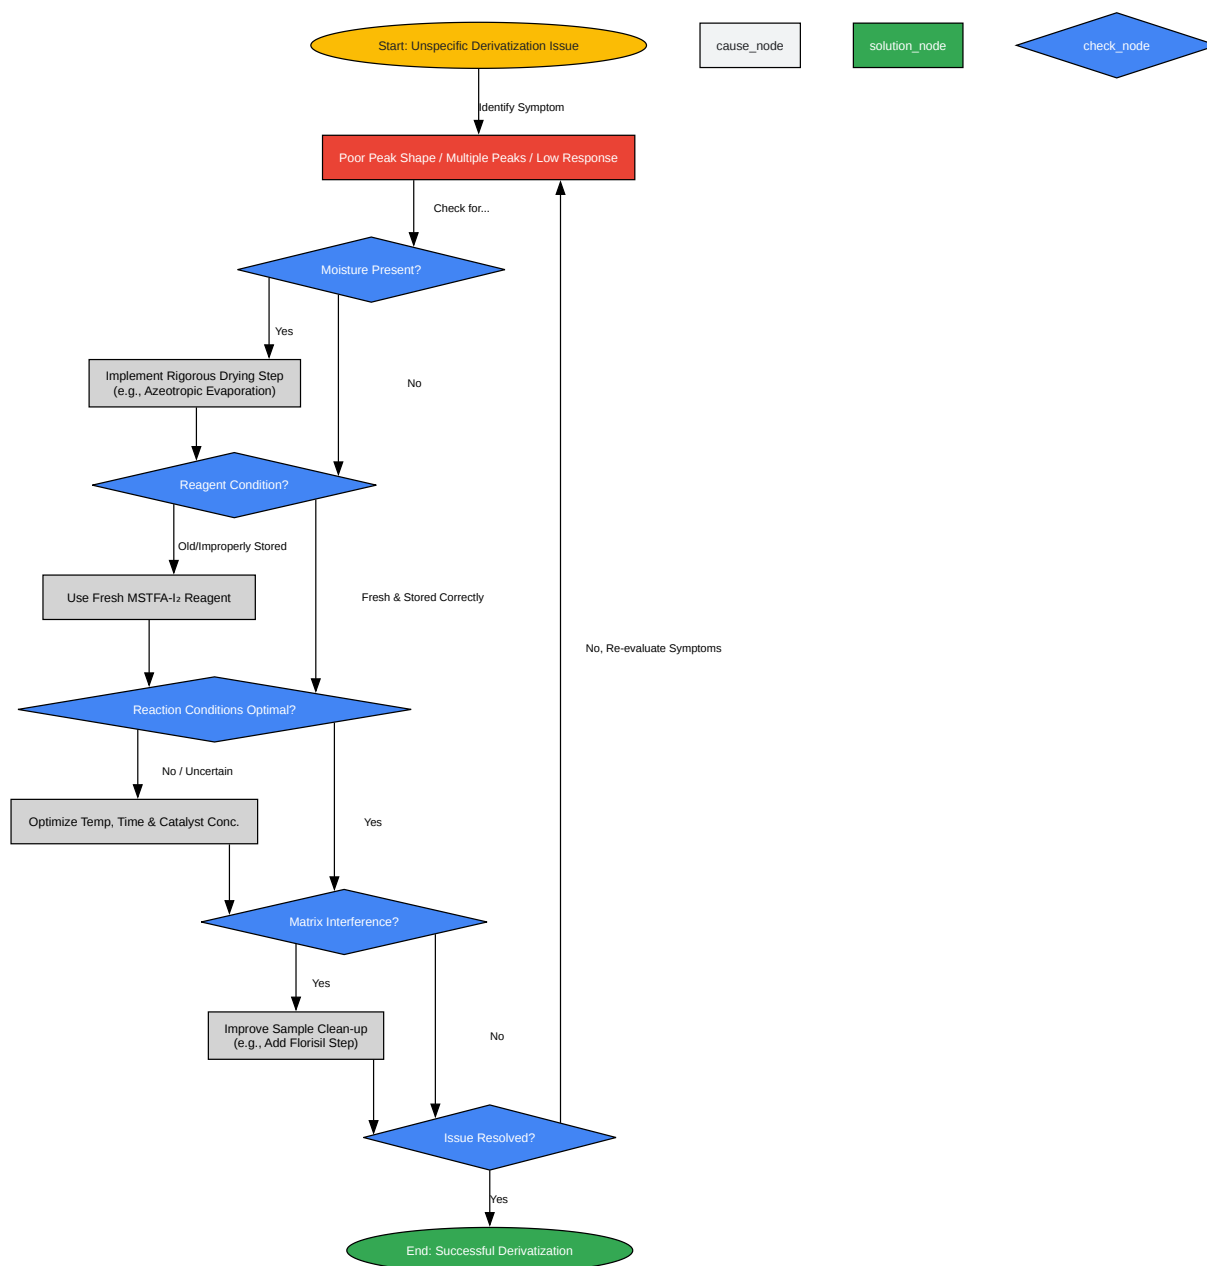 Start: Unspecific Derivatization Issue
cause_node
solution_node
check_node
Identify Symptom
Poor Peak Shape / Multiple Peaks / Low Response
Check for...
Moisture Present?
Yes
Implement Rigorous Drying Step
(e.g., Azeotropic Evaporation)
No
Reagent Condition?
Old/Improperly Stored
Use Fresh MSTFA-I₂ Reagent
Fresh & Stored Correctly
No, Re-evaluate Symptoms
Reaction Conditions Optimal?
No / Uncertain
Optimize Temp, Time & Catalyst Conc.
Yes
Matrix Interference?
Yes
Improve Sample Clean-up
(e.g., Add Florisil Step)
No
Issue Resolved?
Yes
End: Successful Derivatization